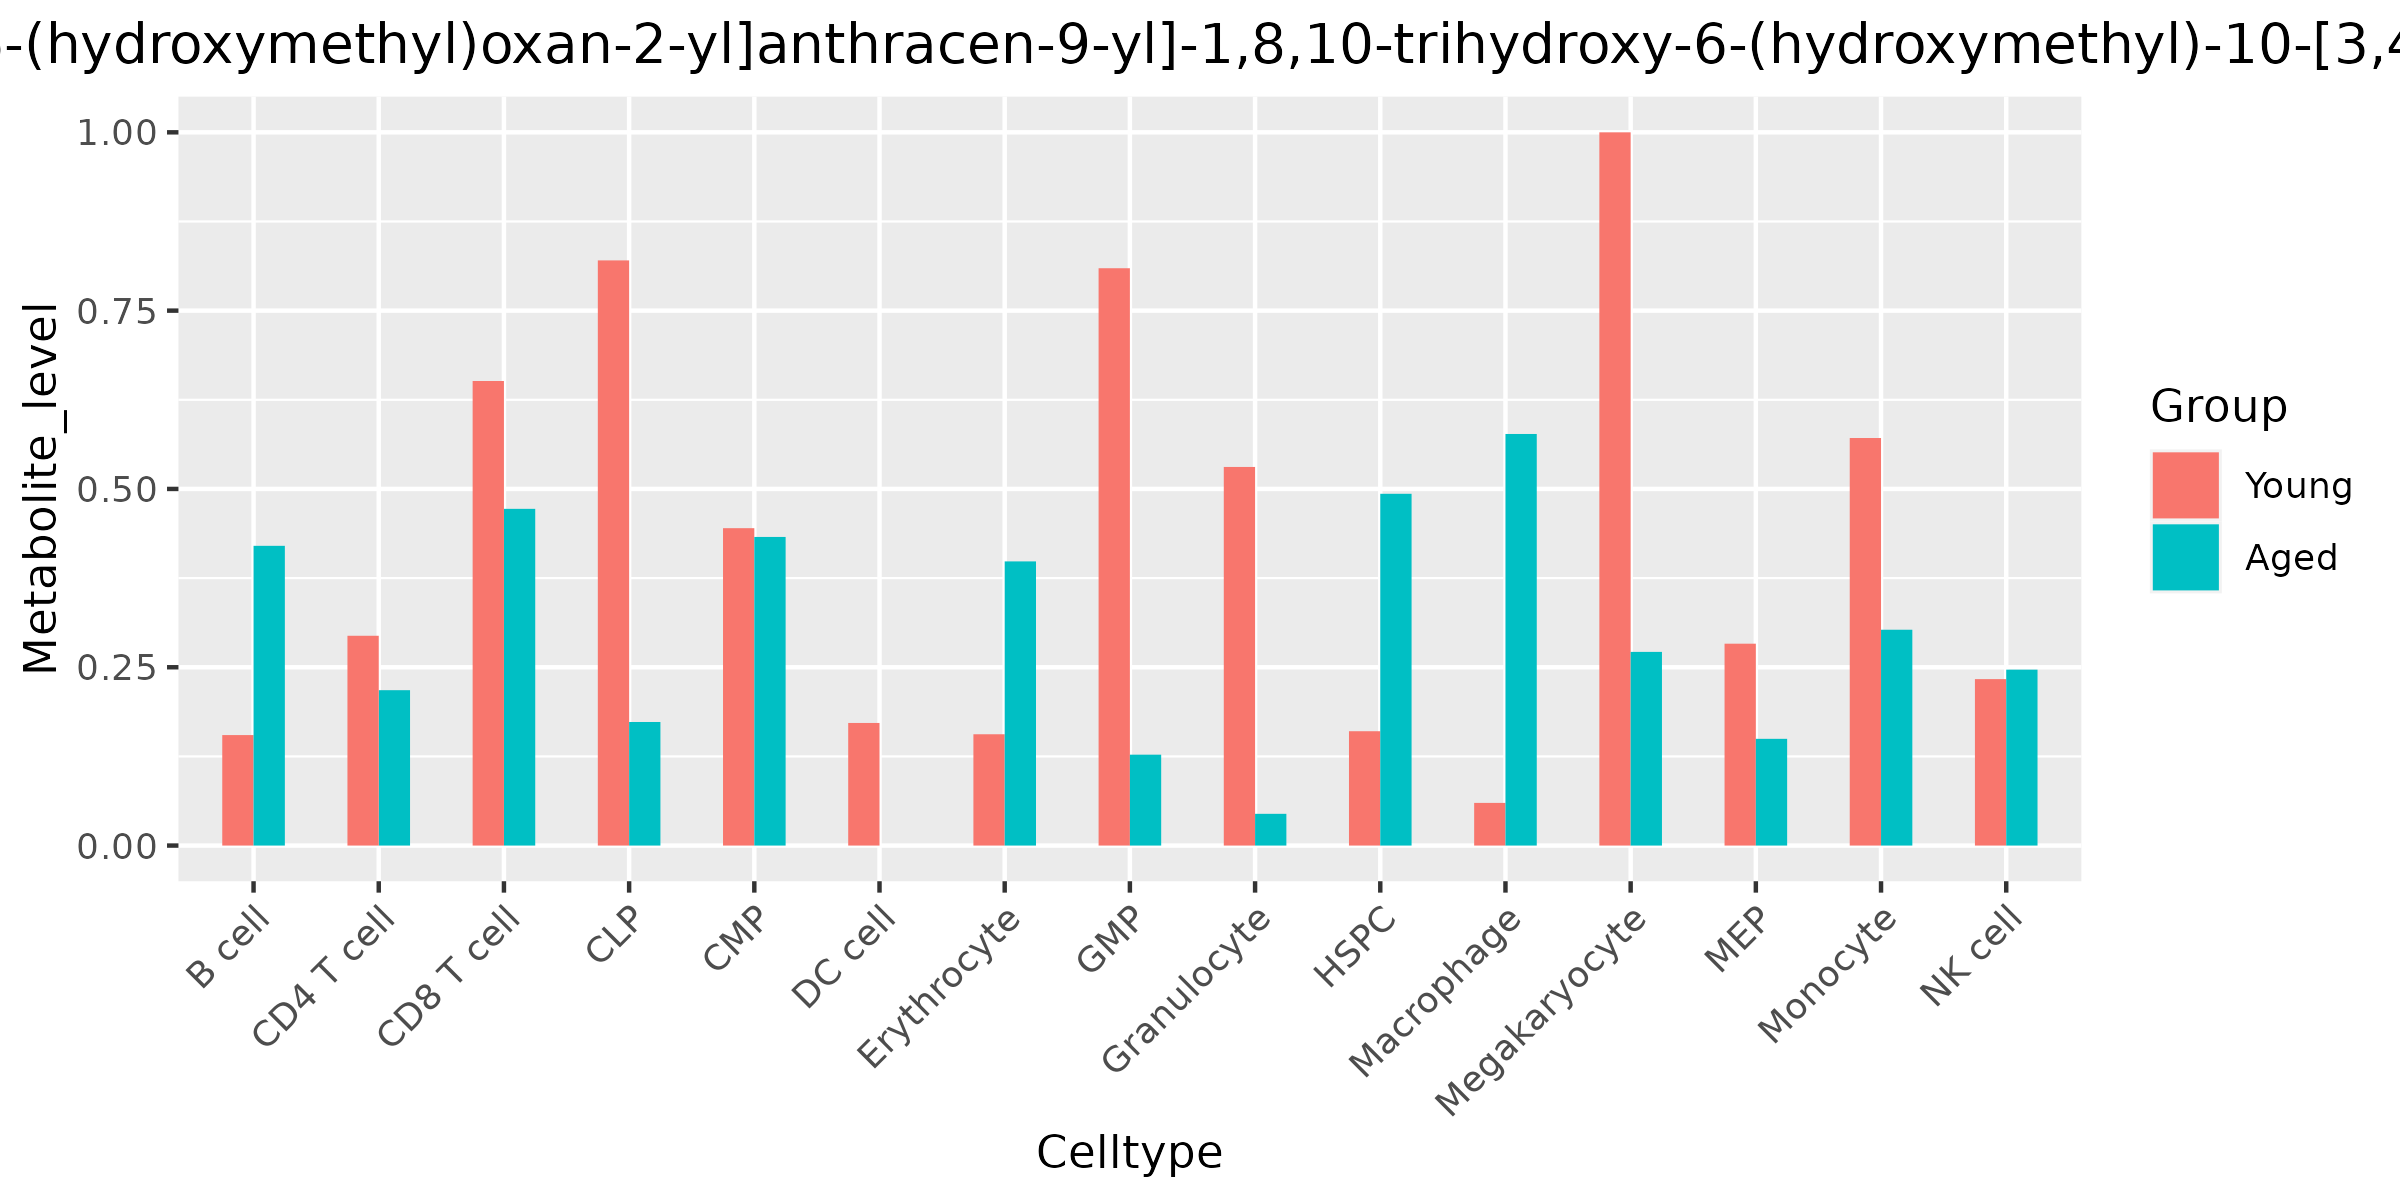 -(hydroxymethyl)oxan-2-yl]anthracen-9-yl]-1,8,10-trihydroxy-6-(hydroxymethyl)-10-[3,4
Metabolite_level
1.00
0.75
0.50
0.25
0.00
B cell
CD4 T cell
CD8 T cell
CLP
CMP
DC cell
Erythrocyte
GMP
Granulocyte
HSPC
Macrophage
Megakaryocyte
MEP
Monocyte
NK cell
Celltype
Group
Young
Aged